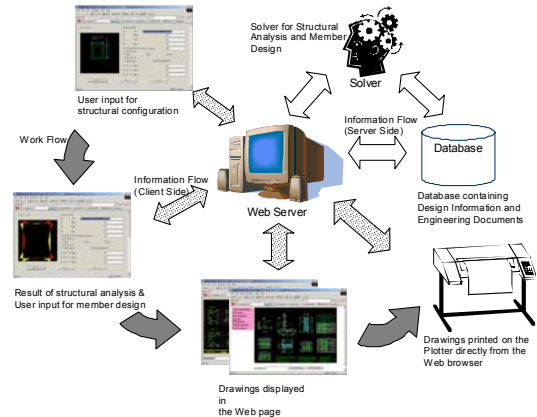 Solver for Structural
Analysis and Member
Design
Solver
User input for
structural configuration
Information Flow
(Server Side)
Work Flow
Database
Information Flow
(Client Side)
Web Server
Database containing
Design Information and
Engineering Documents
Result of structural analysis &
User input for member design
Drawings printed on the
Plotter directly from the
Web browser
Drawings displayed
in
the Web page